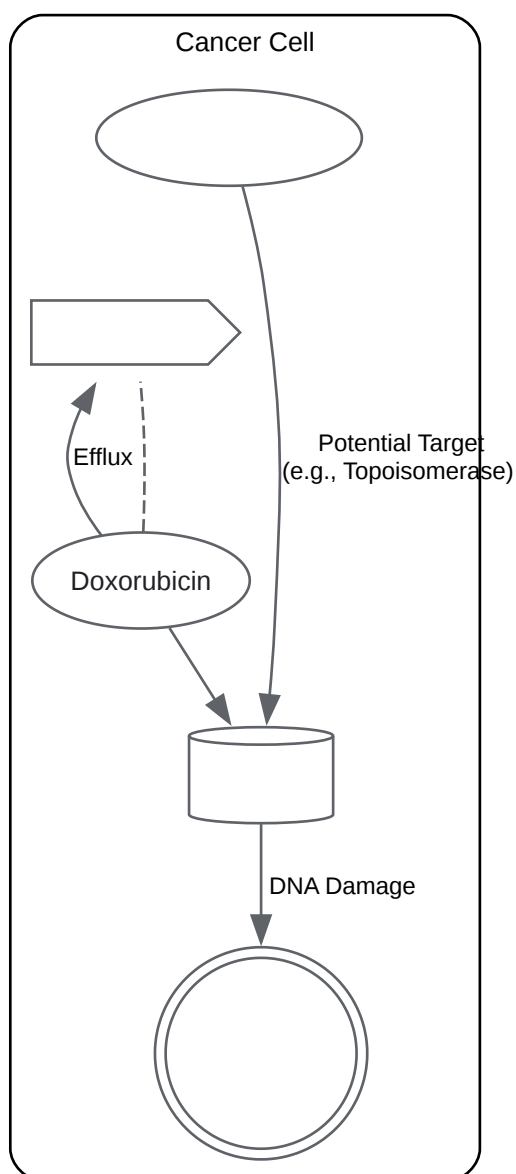 Cancer Cell
Potential Target
(e.g., Topoisomerase)
Efflux
Doxorubicin
DNA Damage